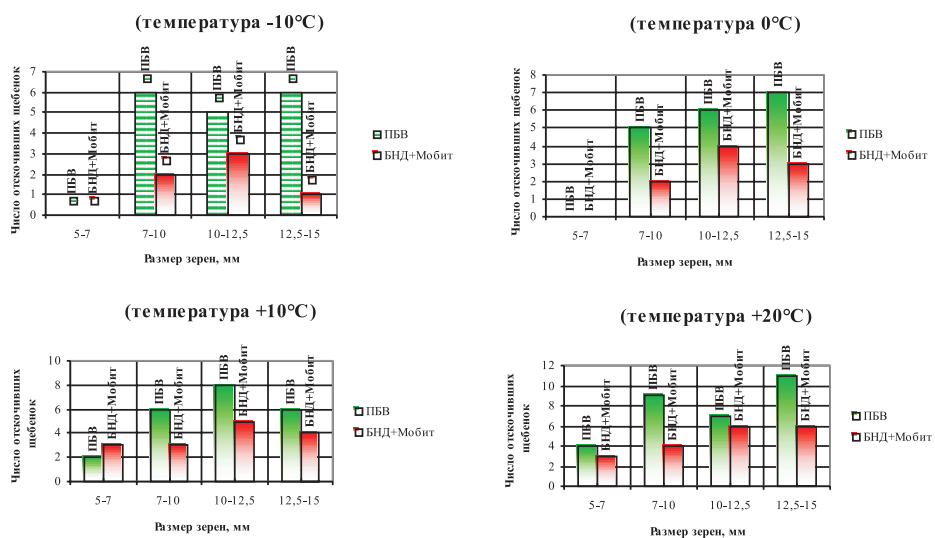 (температура -10°С)
Число отскочивших щебенок
7
6
5
4
3
2
1
0
ПБВ
БНД+Мобит
ПБВ
БНД+Мобит
ПБВ
БНД+Мобит
ПБВ
БНД+Мобит
5-7
7-10
10-12,5
12,5-15
Размер зерен, мм
ПБВ
БНД+Мобит
(температура 0°С)
Число отскочивших щебенок
8
7
6
5
4
3
2
1
0
ПБВ
БНД+Мобит
ПБВ
БНД+Мобит
ПБВ
БНД+Мобит
ПБВ
БНД+Мобит
5-7
7-10
10-12,5
12,5-15
Размер зерен, мм
ПБВ
БНД+Мобит
(температура +10°С)
Число отскочивших
щебенок
10
8
6
4
2
0
ПБВ
БНД+Мобит
ПБВ
БНД+Мобит
ПБВ
БНД+Мобит
ПБВ
БНД+Мобит
5-7
7-10
10-12,5
12,5-15
Размер зерен, мм
ПБВ
БНД+Мобит
(температура +20°С)
Число отскочивших
щебенок
12
10
8
6
4
2
0
ПБВ
БНД+Мобит
ПБВ
БНД+Мобит
ПБВ
БНД+Мобит
ПБВ
БНД+Мобит
5-7
7-10
10-12,5
12,5-15
Размер зерен, мм
ПБВ
БНД+Мобит